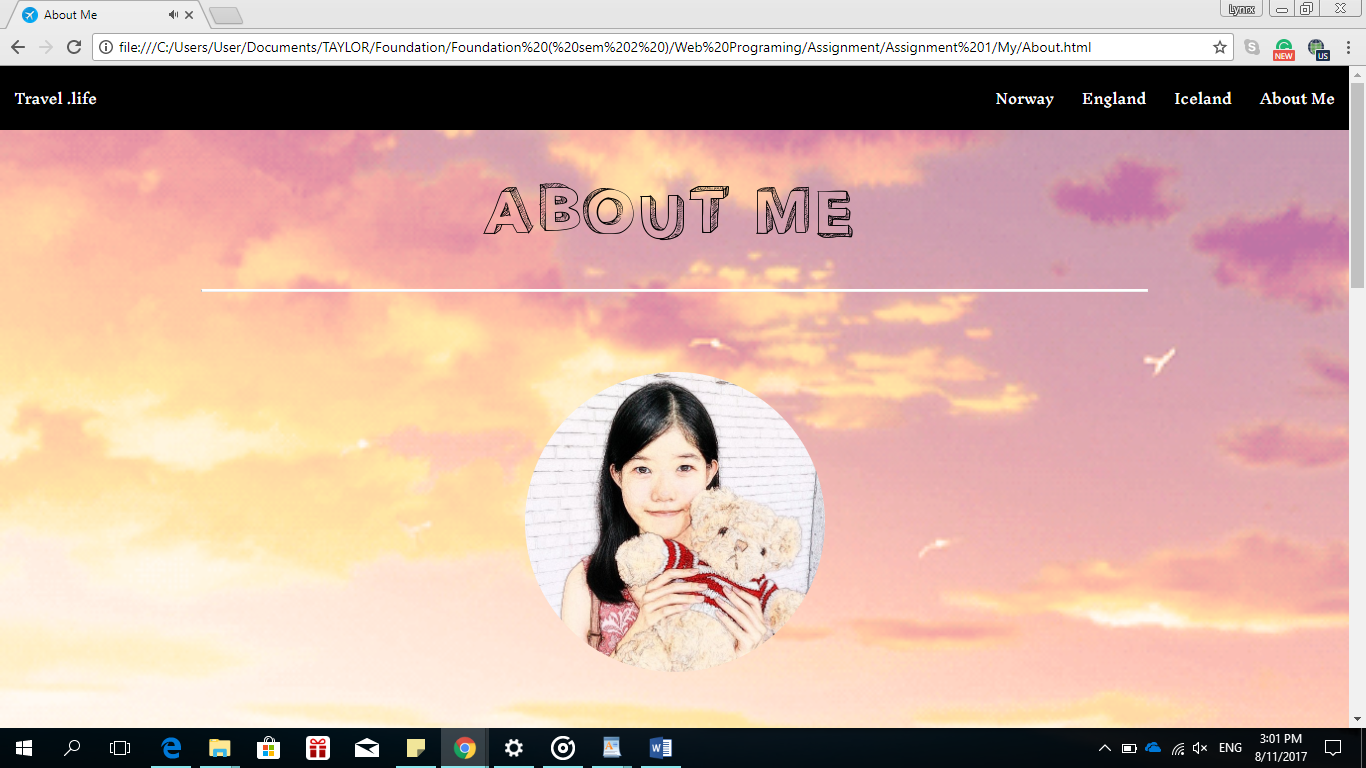 About Me
Lynrx
file:///C:/Users/User/Documents/TAYLOR/Foundation/Foundation%20(%20sem%202%20)/Web%20Programing/Assignment/Assignment%201/My/About.html
NEW
US
Travel .life
Norway England Iceland About Me
ABOUT ME
ENG
3:01 PM
8/11/2017